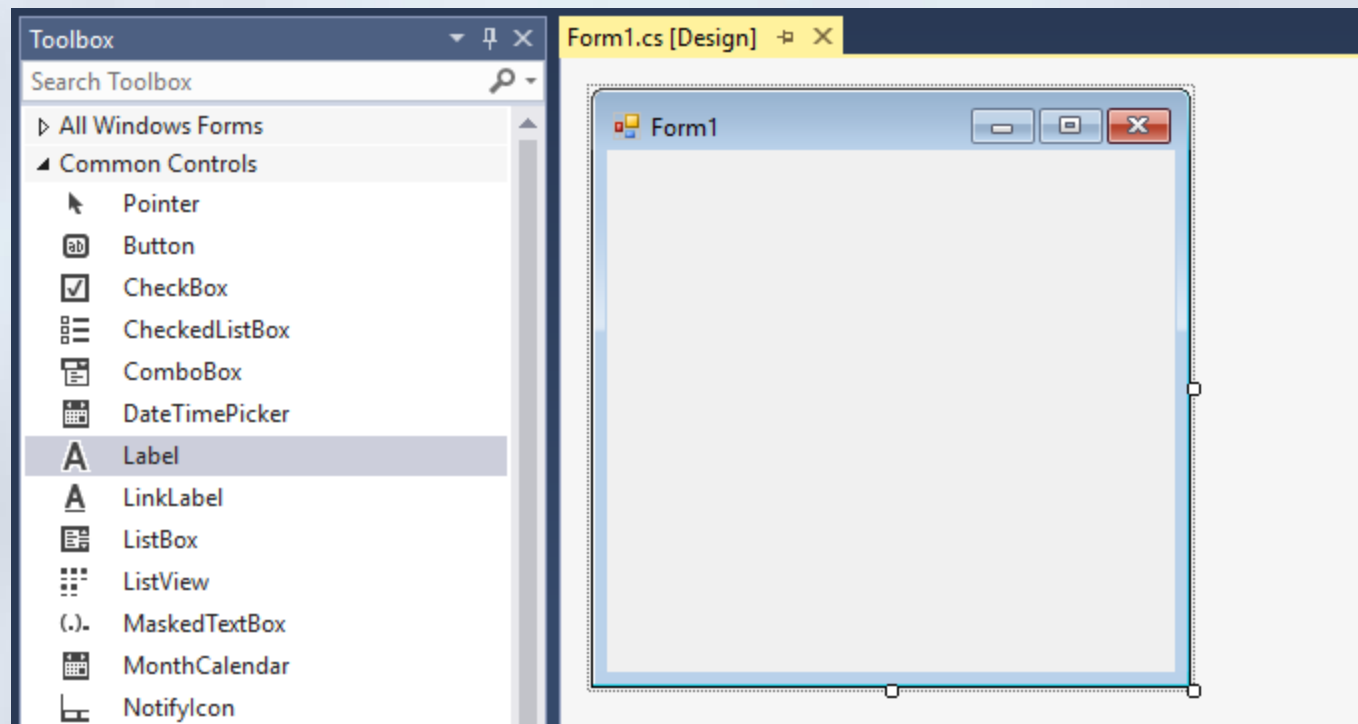 Toolbox
Search Toolbox
All Windows Forms
Common Controls
Pointer
Button
CheckBox
CheckedListBox
ComboBox
DateTimePicker
Label
LinkLabel
ListBox
ListView
MaskedTextBox
MonthCalendar
NotifyIcon
Form1.cs [Design]
Form1